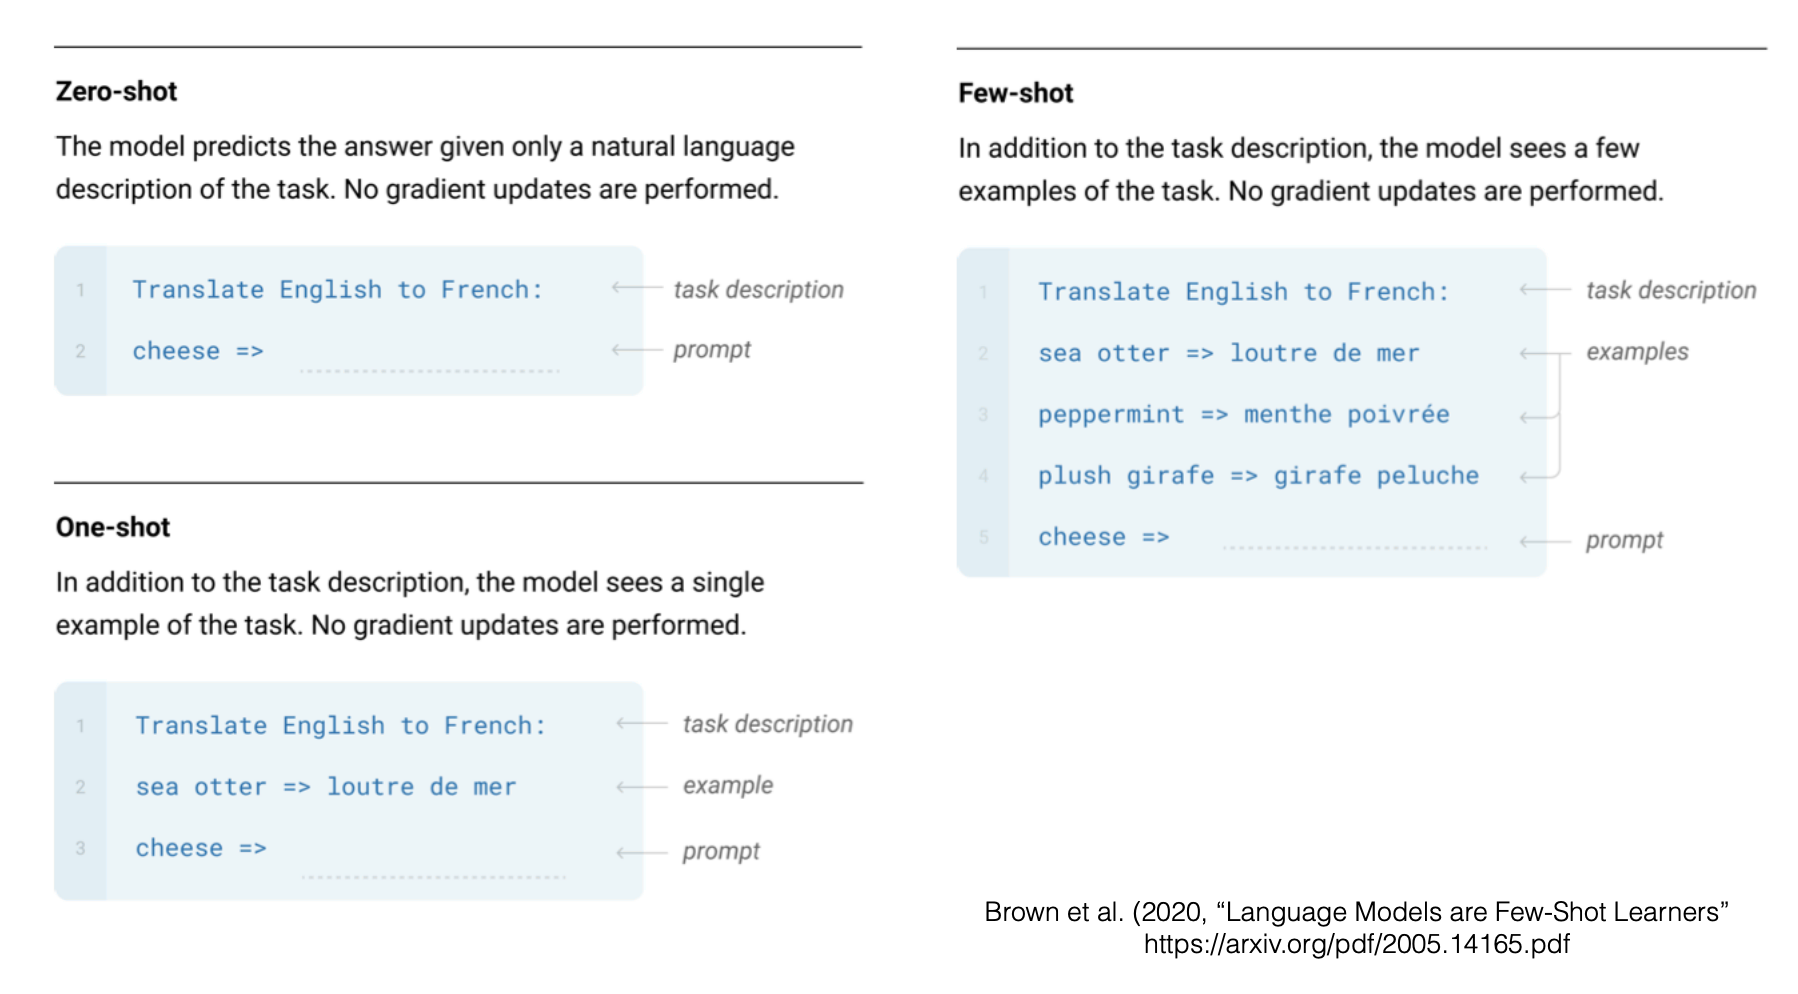 Zero-shot
The model predicts the answer given only a natural language
description of the task. No gradient updates are performed.
1 Translate English to French: task description
2 cheese => prompt
One-shot
In addition to the task description, the model sees a single
example of the task. No gradient updates are performed.
1 Translate English to French: task description
2 sea otter => loutre de mer example
3 cheese => prompt
Few-shot
In addition to the task description, the model sees a few
examples of the task. No gradient updates are performed.
1 Translate English to French: task description
2 sea otter => loutre de mer examples
3 peppermint => menthe poivrée
4 plush girafe => girafe peluche
5 cheese => prompt
Brown et al. (2020, “Language Models are Few-Shot Learners”
https://arxiv.org/pdf/2005.14165.pdf